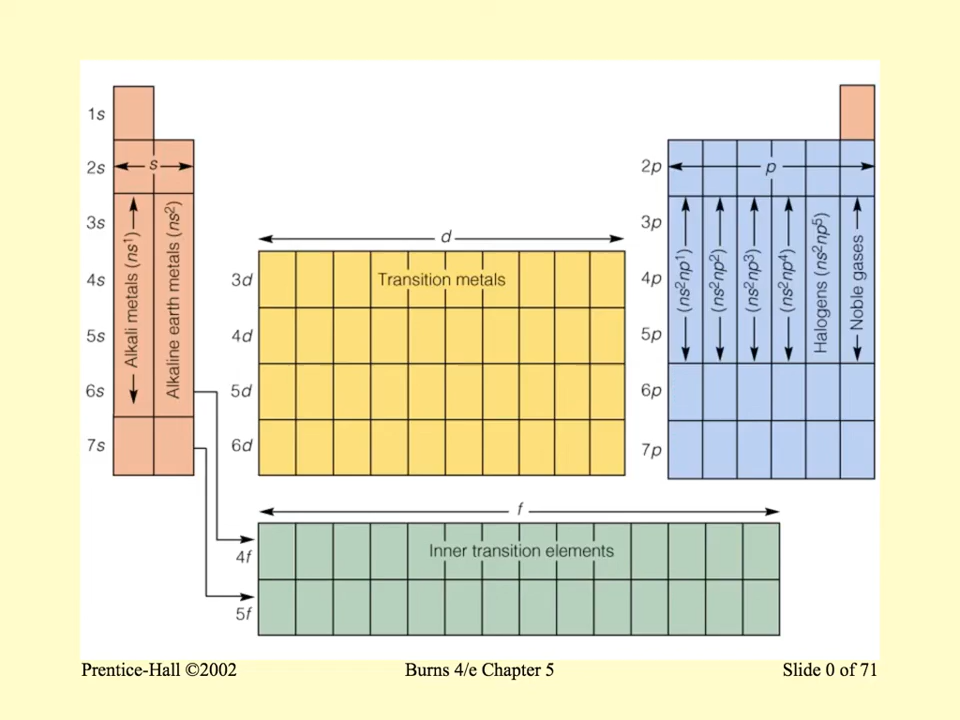 1s
2s
s
3s
4s
5s
6s
7s
Alkali metals (ns¹)
Alkaline earth metals (ns²)
d
3d
Transition metals
4d
5d
6d
2p
p
3p
4p
5p
6p
7p
(ns²np¹)
(ns²np²)
(ns²np³)
(ns²np⁴)
Halogens (ns²np⁵)
Noble gases
f
4f
Inner transition elements
5f
Prentice-Hall ©2002
Burns 4/e Chapter 5
Slide 0 of 71